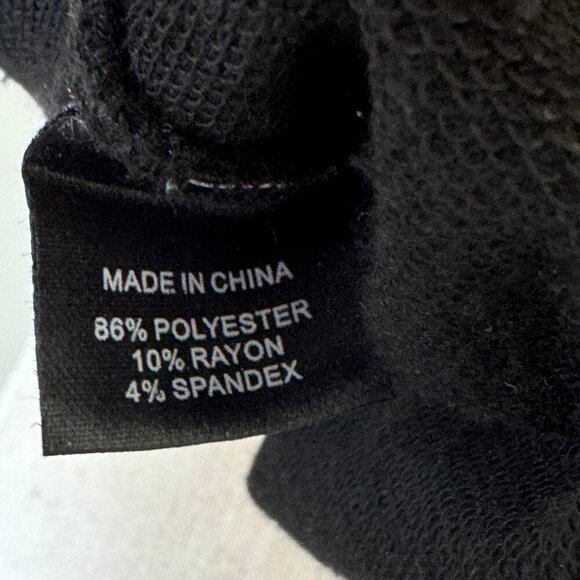 MADE IN CHINA
86% POLYESTER
10% RAYON
4% SPANDEX